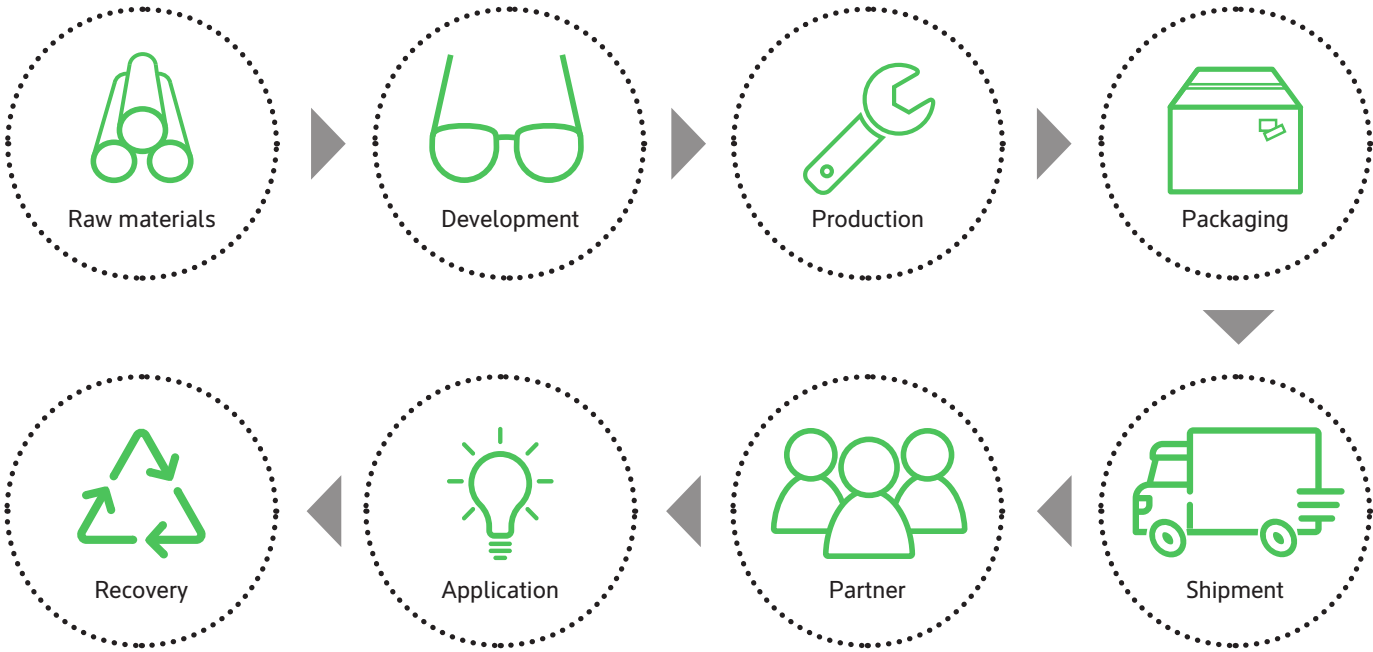 Raw materials
Development
Production
Packaging
Recovery
Application
Partner
Shipment